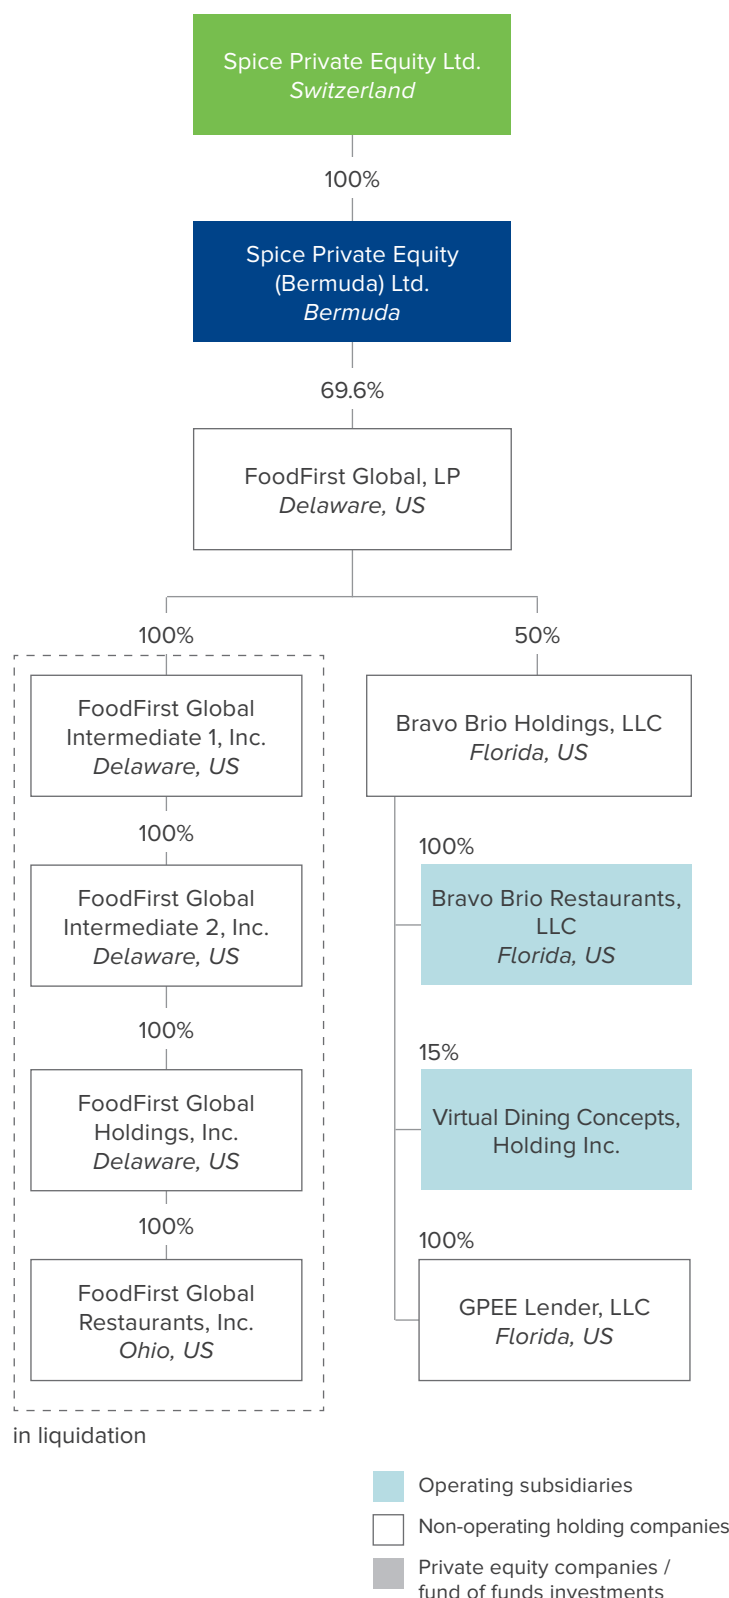 Spice Private Equity Ltd.
Switzerland
100%
Spice Private Equity
(Bermuda) Ltd.
Bermuda
69.6%
FoodFirst Global, LP
Delaware, US
100%
50%
FoodFirst Global
Intermediate 1, Inc.
Delaware, US
Bravo Brio Holdings, LLC
Florida, US
100%
100%
FoodFirst Global
Intermediate 2, Inc.
Delaware, US
Bravo Brio Restaurants,
LLC
Florida, US
100%
15%
FoodFirst Global
Holdings, Inc.
Delaware, US
Virtual Dining Concepts,
Holding Inc.
100%
100%
FoodFirst Global
Restaurants, Inc.
Ohio, US
GPEE Lender, LLC
Florida, US
in liquidation
Operating subsidiaries
Non-operating holding companies
Private equity companies /
fund of funds investments